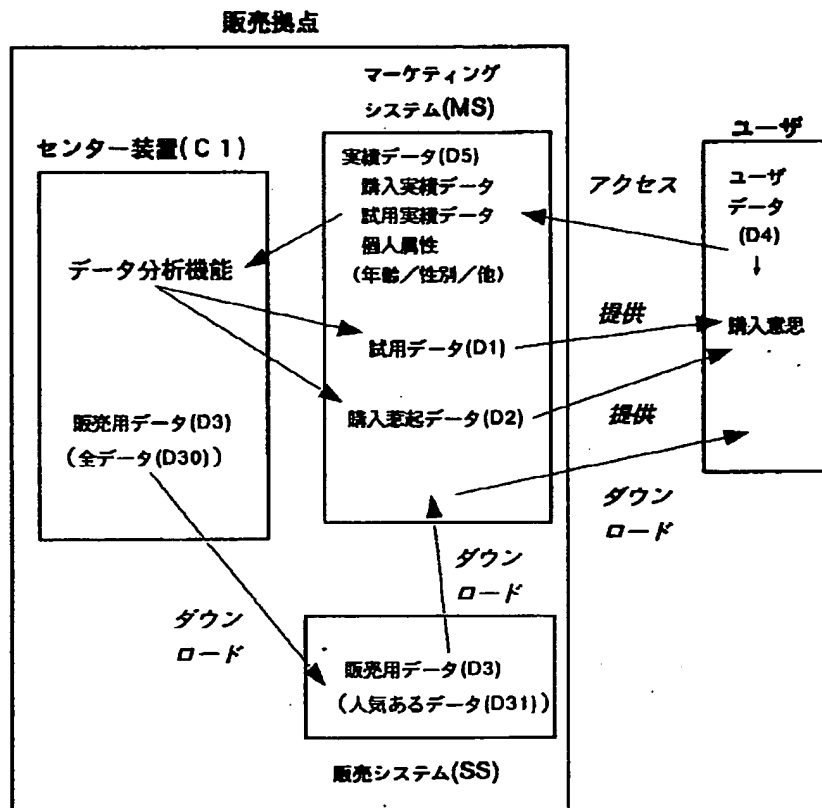 販売拠点
マーケティング
システム(MS)
センター装置(C1)
ユーザ
実績データ(D5)
購入実績データ
試用実績データ
個人属性
(年齢／性別／他)
アクセス
ユーザ
データ
(D4)
↓
データ分析機能
提供
購入意思
試用データ(D1)
販売用データ(D3)
(全データ(D30))
購入惹起データ(D2)
提供
ダウン
ロード
ダウン
ロード
ダウン
ロード
販売用データ(D3)
(人気あるデータ(D31))
販売システム(SS)